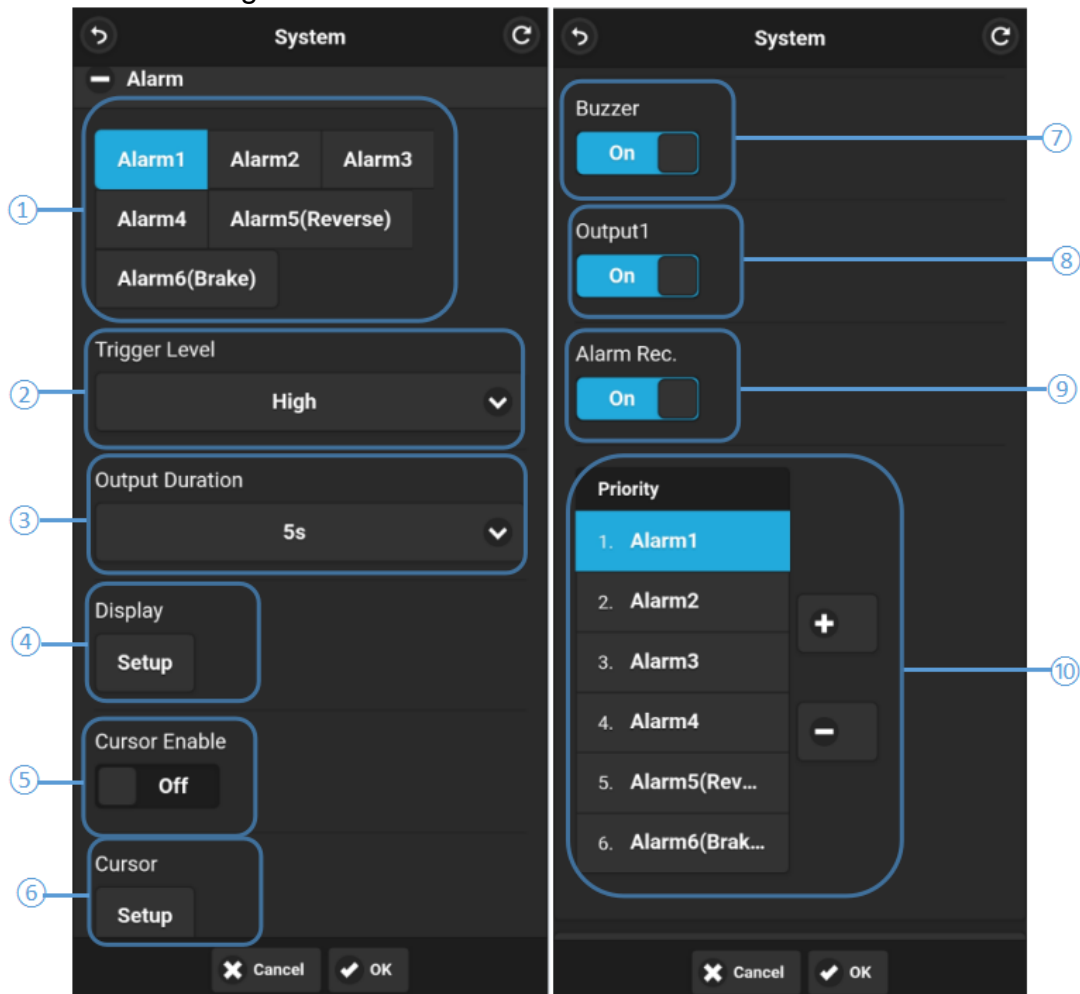 System
Alarm
Alarm1 Alarm2 Alarm3
① Alarm4 Alarm5(Reverse)
Alarm6(Brake)
Trigger Level
② High
Output Duration
③ 5s
Display
④ Setup
Cursor Enable
⑤ Off
Cursor
⑥ Setup
Cancel OK
System
Buzzer
On ⑦
Output1
On ⑧
Alarm Rec.
On ⑨
Priority
1. Alarm1
2. Alarm2
3. Alarm3
4. Alarm4
5. Alarm5(Rev...
6. Alarm6(Brak...
⑩
Cancel OK